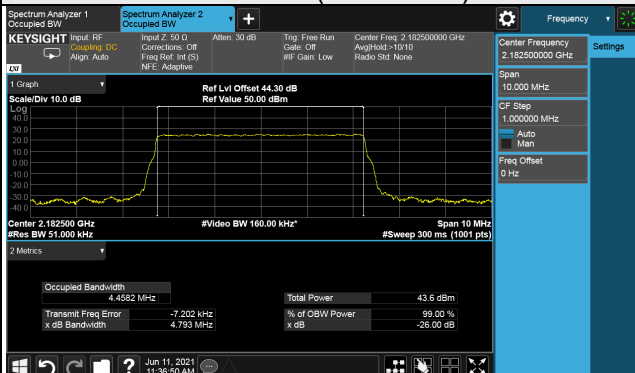 Spectrum Analyzer 1
Occupied BW
Spectrum Analyzer 2
Occupied BW
Frequency
KEYSIGHT
Input: RF
Coupling: DC
Align: Auto
Input Z: 50 Ω
Corrections: Off
Freq Ref: Int (S)
NFE: Adaptive
Atten: 30 dB
Trig: Free Run
Gate: Off
#IF Gain: Low
Center Freq: 2.182500000 GHz
Avg|Hold:>10/10
Radio Std: None
LXI
Center Frequency
2.182500000 GHz
Settings
Span
10.000 MHz
CF Step
1.000000 MHz
Auto
Man
Freq Offset
0 Hz
1 Graph
Ref Lvl Offset 44.30 dB
Scale/Div 10.0 dB
Ref Value 50.00 dBm
Log
40.0
30.0
20.0
10.0
0.00
-10.0
-20.0
-30.0
-40.0
Center 2.182500 GHz
#Video BW 160.00 kHz*
Span 10 MHz
#Res BW 51.000 kHz
#Sweep 300 ms (1001 pts)
2 Metrics
Occupied Bandwidth
4.4582 MHz
Total Power 43.6 dBm
Transmit Freq Error -7.202 kHz
% of OBW Power 99.00 %
x dB Bandwidth 4.793 MHz
x dB -26.00 dB
Jun 11, 2021
11:36:50 AM